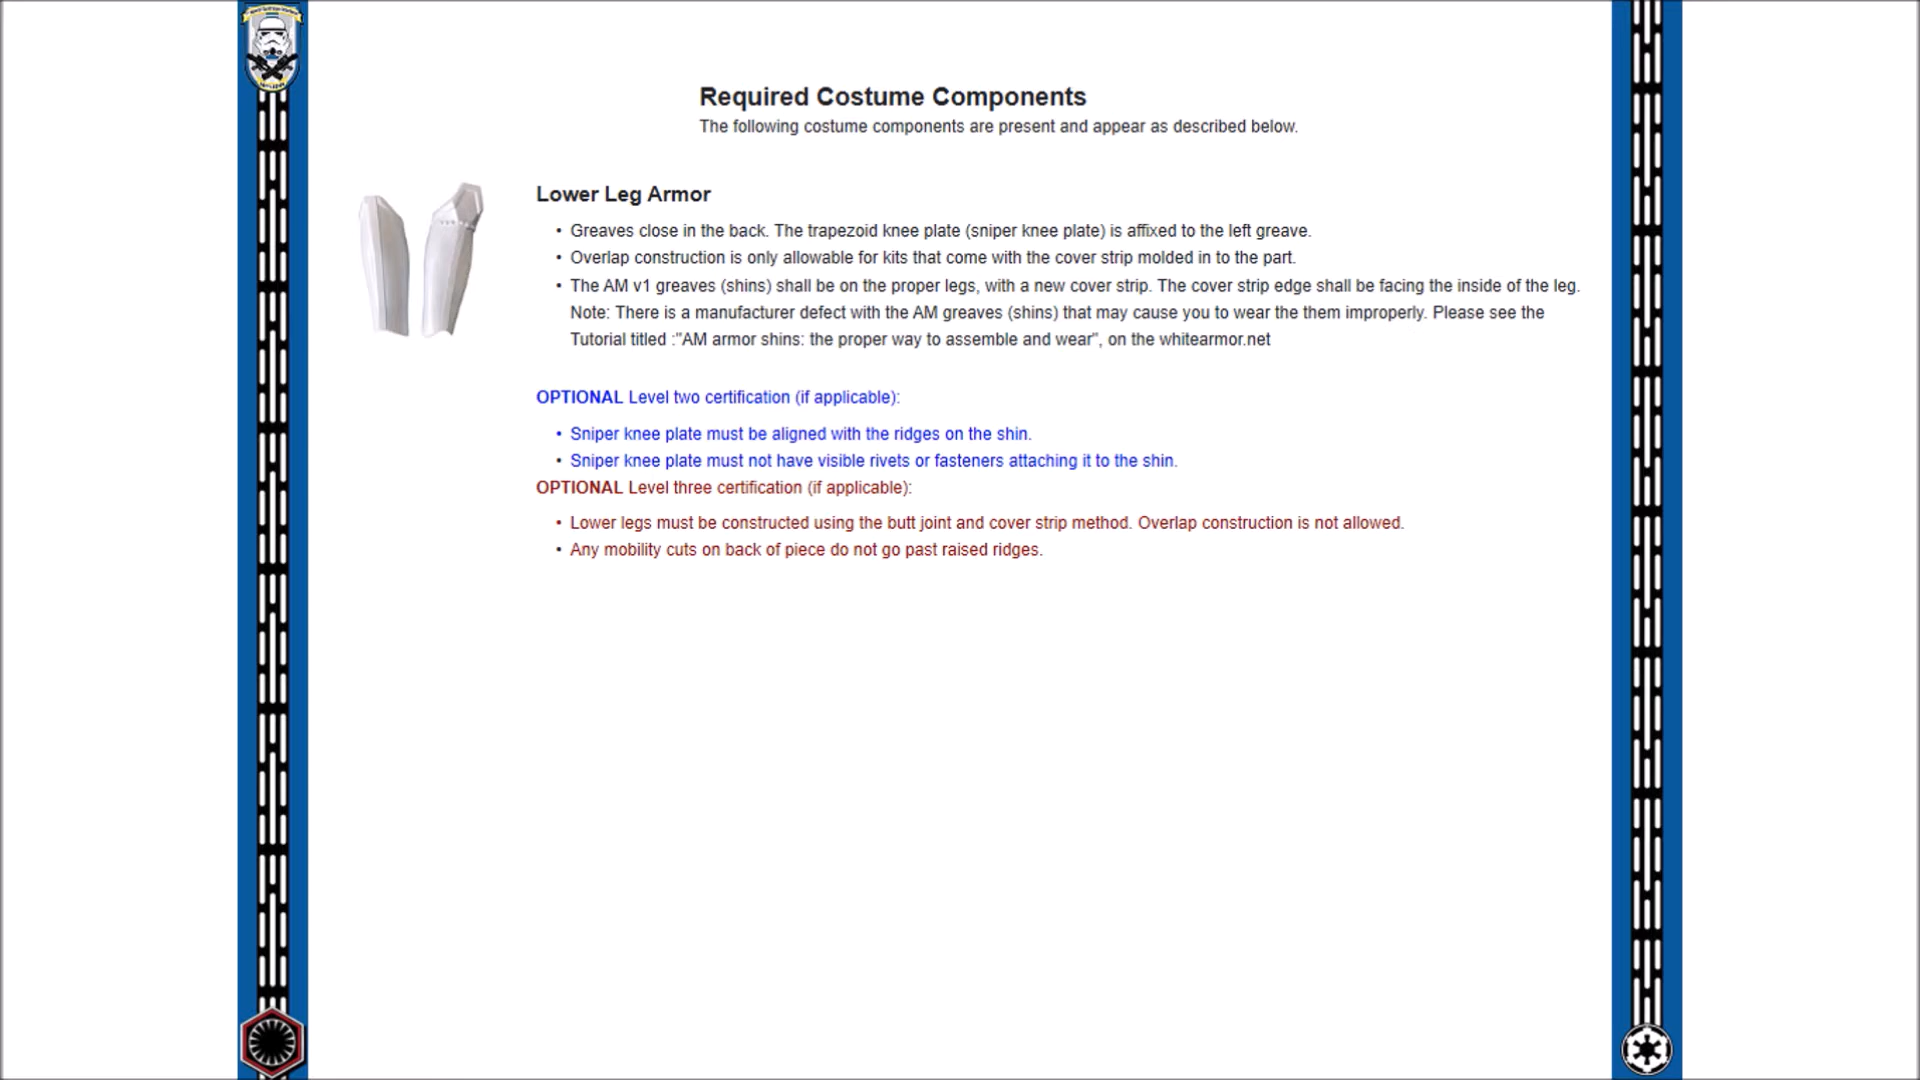 Required Costume Components
The following costume components are present and appear as described below.
Lower Leg Armor
• Greaves close in the back. The trapezoid knee plate (sniper knee plate) is affixed to the left greave.
• Overlap construction is only allowable for kits that come with the cover strip molded in to the part.
• The AM v1 greaves (shins) shall be on the proper legs, with a new cover strip. The cover strip edge shall be facing the inside of the leg.
Note: There is a manufacturer defect with the AM greaves (shins) that may cause you to wear the them improperly. Please see the
Tutorial titled :"AM armor shins: the proper way to assemble and wear", on the whitearmor.net
OPTIONAL Level two certification (if applicable):
• Sniper knee plate must be aligned with the ridges on the shin.
• Sniper knee plate must not have visible rivets or fasteners attaching it to the shin.
OPTIONAL Level three certification (if applicable):
• Lower legs must be constructed using the butt joint and cover strip method. Overlap construction is not allowed.
• Any mobility cuts on back of piece do not go past raised ridges.